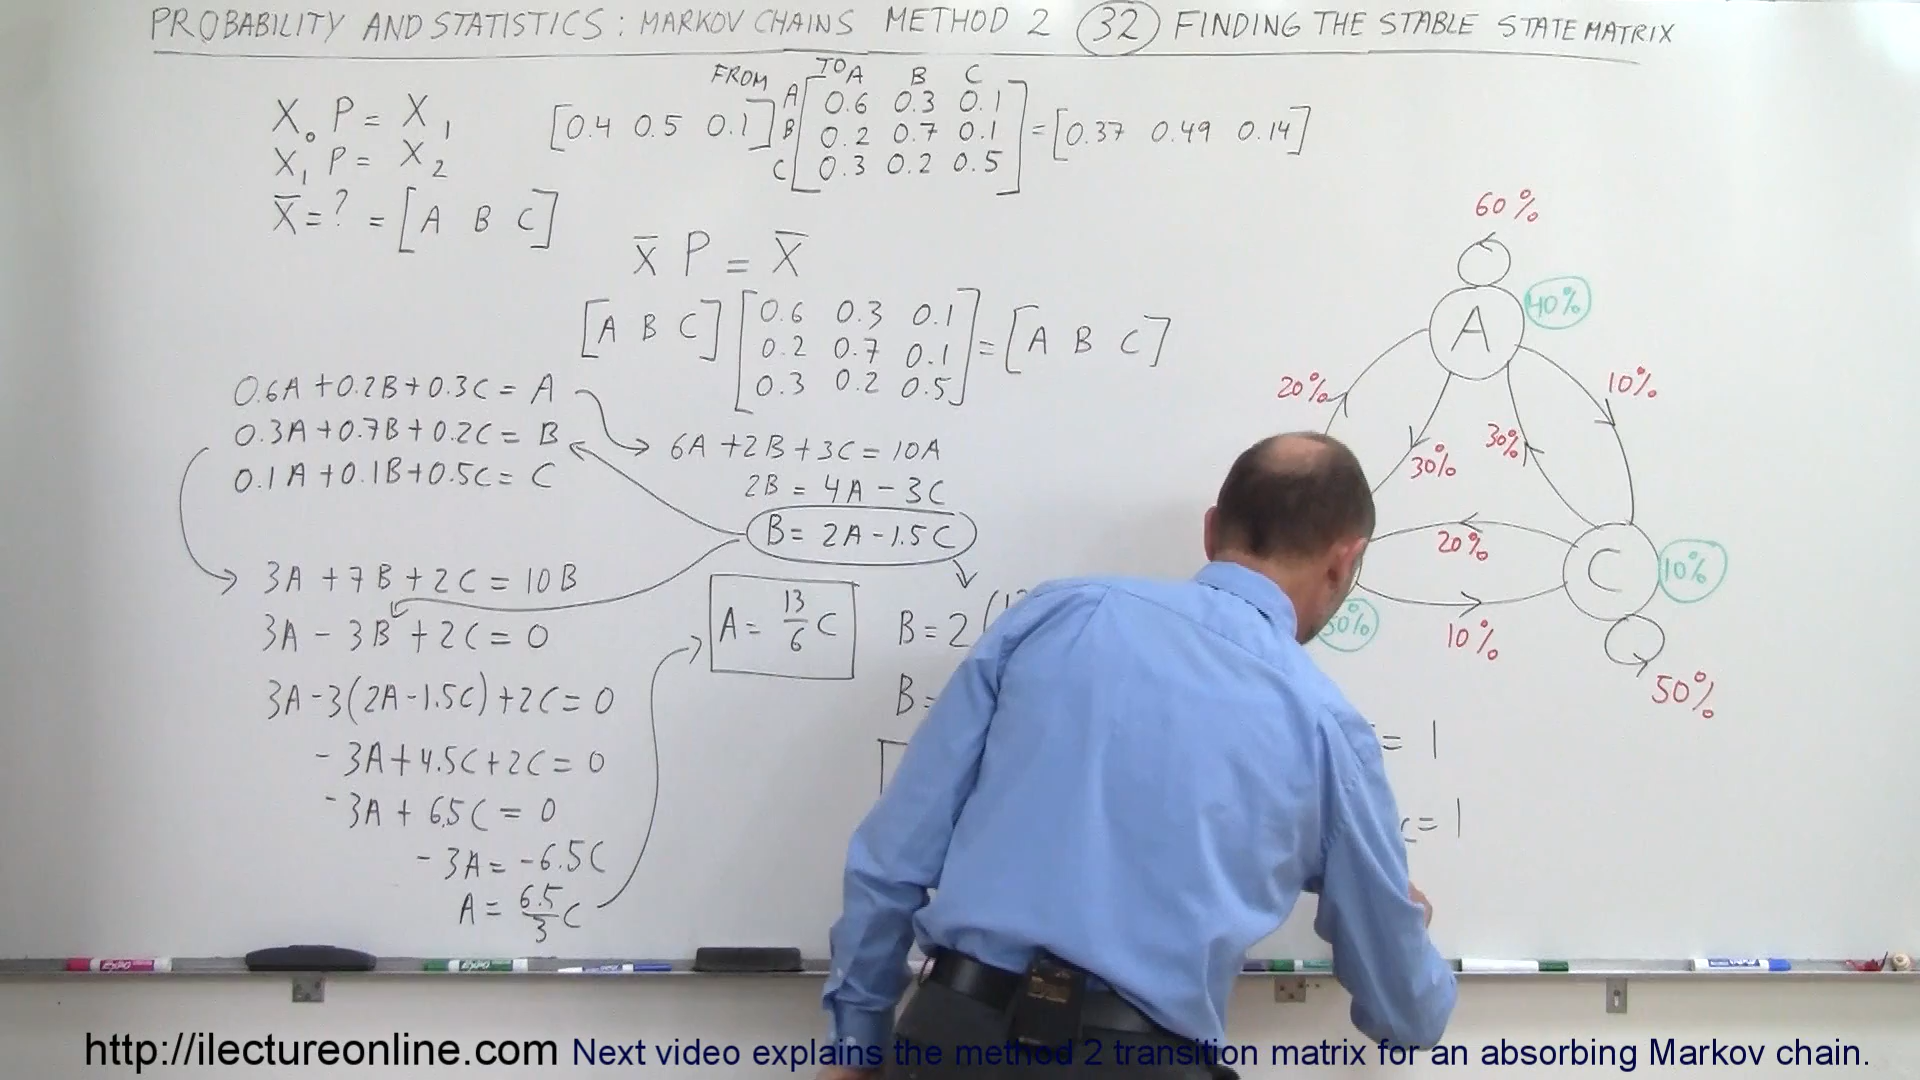 PROBABILITY AND STATISTICS: MARKOV CHAINS METHOD 2 (32) FINDING THE STABLE STATE MATRIX
X₀ P = X₁
X₁ P = X₂
X̄ = ? = [A B C]
FROM TO A B C
[0.4 0.5 0.1] A [0.6 0.3 0.1] = [0.37 0.49 0.14]
B [0.2 0.7 0.1]
C [0.3 0.2 0.5]
X̄ P = X̄
[A B C] [0.6 0.3 0.1] = [A B C]
[0.2 0.7 0.1]
[0.3 0.2 0.5]
0.6A + 0.2B + 0.3C = A
0.3A + 0.7B + 0.2C = B
0.1A + 0.1B + 0.5C = C
6A + 2B + 3C = 10A
2B = 4A - 3C
B = 2A - 1.5C
3A + 7B + 2C = 10B
3A - 3B + 2C = 0
3A - 3(2A - 1.5C) + 2C = 0
-3A + 4.5C + 2C = 0
-3A + 6.5C = 0
-3A = -6.5C
A = 6.5/3 C
A = 13/6 C
B = 2(
B =
= 1
C = 1
60%
A
40%
20%
10%
30%
30%
20%
C
10%
50%
10%
50%
EXPO
EXPO
http://ilectureonline.com Next video explains the method 2 transition matrix for an absorbing Markov chain.